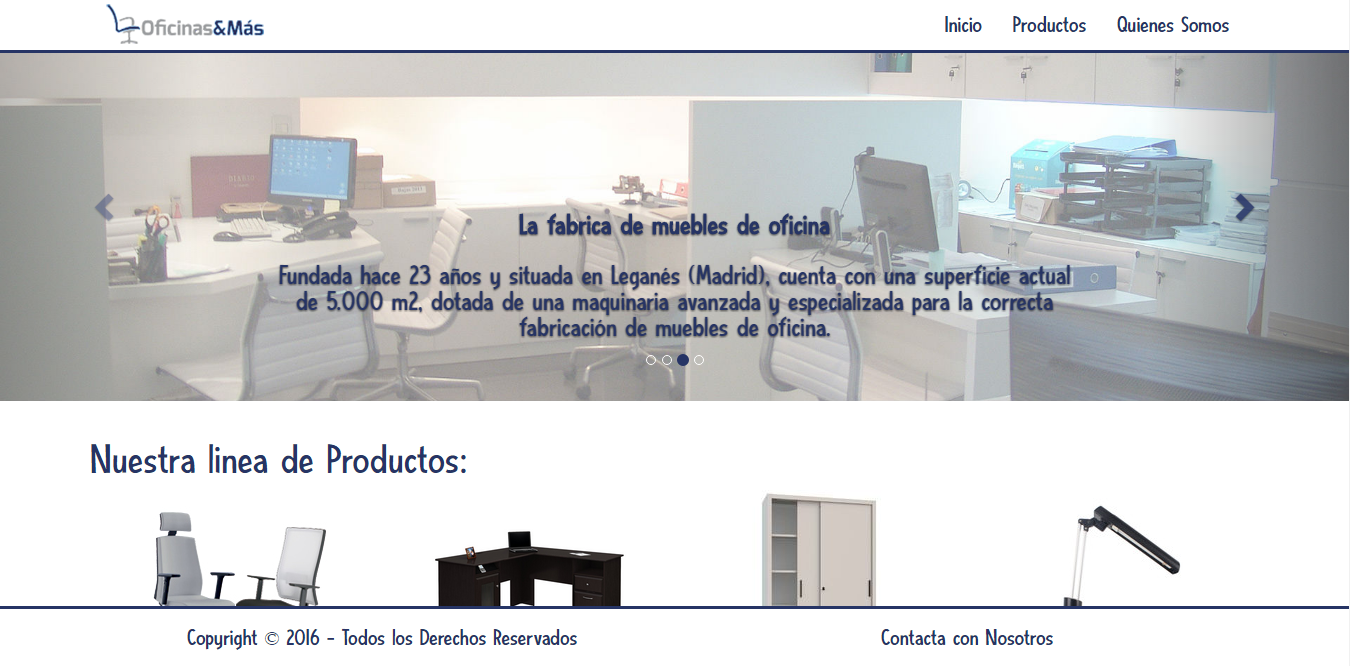 Oficinas&Más
Inicio Productos Quienes Somos
La fabrica de muebles de oficina
Fundada hace 23 años y situada en Leganés (Madrid), cuenta con una superficie actual
de 5.000 m2, dotada de una maquinaria avanzada y especializada para la correcta
fabricación de muebles de oficina.
Nuestra linea de Productos:
Copyright © 2016 - Todos los Derechos Reservados
Contacta con Nosotros